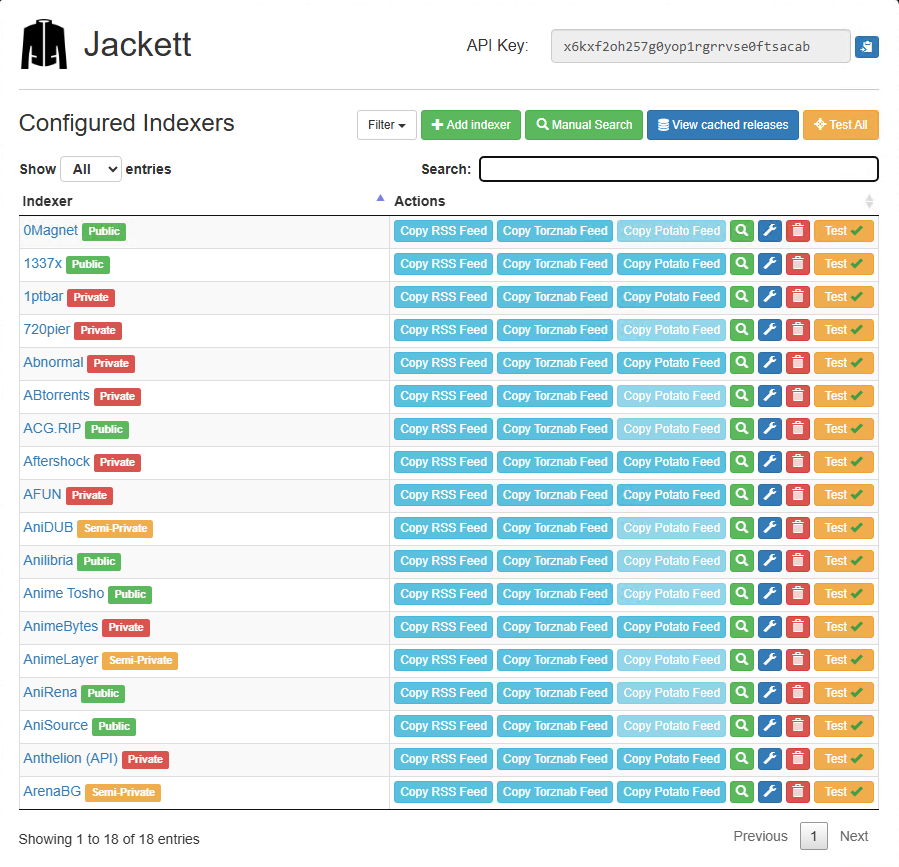 Jackett
API Key: x6kxf2oh257g0yop1rgrrvse0ftsacab
Configured Indexers
Filter Add indexer Manual Search View cached releases Test All
Show All entries Search:
Indexer Actions
0Magnet Public Copy RSS Feed Copy Torznab Feed Copy Potato Feed Test
1337x Public Copy RSS Feed Copy Torznab Feed Copy Potato Feed Test
1ptbar Private Copy RSS Feed Copy Torznab Feed Copy Potato Feed Test
720pier Private Copy RSS Feed Copy Torznab Feed Copy Potato Feed Test
Abnormal Private Copy RSS Feed Copy Torznab Feed Copy Potato Feed Test
ABtorrents Private Copy RSS Feed Copy Torznab Feed Copy Potato Feed Test
ACG.RIP Public Copy RSS Feed Copy Torznab Feed Copy Potato Feed Test
Aftershock Private Copy RSS Feed Copy Torznab Feed Copy Potato Feed Test
AFUN Private Copy RSS Feed Copy Torznab Feed Copy Potato Feed Test
AniDUB Semi-Private Copy RSS Feed Copy Torznab Feed Copy Potato Feed Test
Anilibria Public Copy RSS Feed Copy Torznab Feed Copy Potato Feed Test
Anime Tosho Public Copy RSS Feed Copy Torznab Feed Copy Potato Feed Test
AnimeBytes Private Copy RSS Feed Copy Torznab Feed Copy Potato Feed Test
AnimeLayer Semi-Private Copy RSS Feed Copy Torznab Feed Copy Potato Feed Test
AniRena Public Copy RSS Feed Copy Torznab Feed Copy Potato Feed Test
AniSource Public Copy RSS Feed Copy Torznab Feed Copy Potato Feed Test
Anthelion (API) Private Copy RSS Feed Copy Torznab Feed Copy Potato Feed Test
ArenaBG Semi-Private Copy RSS Feed Copy Torznab Feed Copy Potato Feed Test
Showing 1 to 18 of 18 entries Previous 1 Next